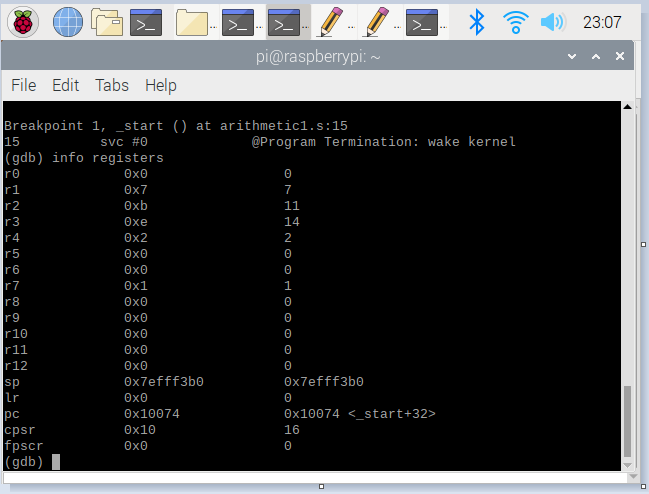 23:07
pi@raspberrypi: ~
File Edit Tabs Help
Breakpoint 1, _start () at arithmetic1.s:15
15 svc #0 @Program Termination: wake kernel
(gdb) info registers
r0 0x0 0
r1 0x7 7
r2 0xb 11
r3 0xe 14
r4 0x2 2
r5 0x0 0
r6 0x0 0
r7 0x1 1
r8 0x0 0
r9 0x0 0
r10 0x0 0
r11 0x0 0
r12 0x0 0
sp 0x7efff3b0 0x7efff3b0
lr 0x0 0
pc 0x10074 0x10074 <_start+32>
cpsr 0x10 16
fpscr 0x0 0
(gdb)